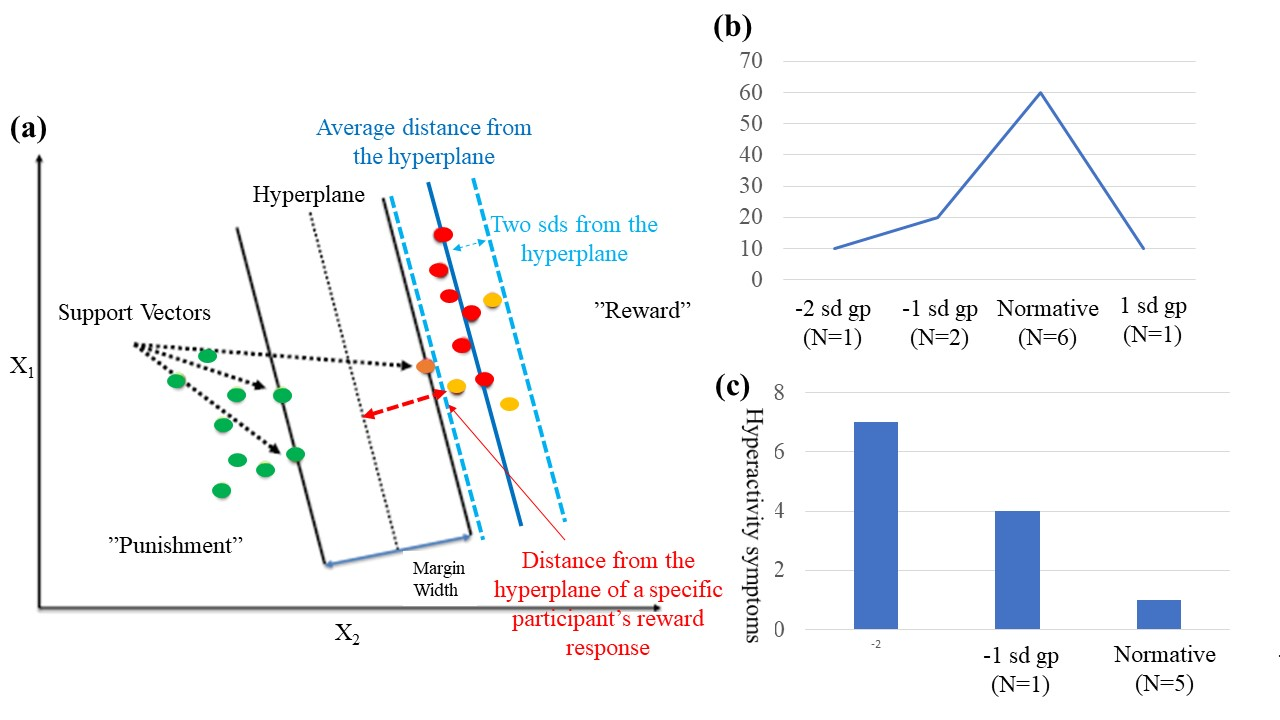 (a)
Average distance from
the hyperplane
Hyperplane
Two sds from the
hyperplane
Support Vectors
”Reward”
X1
”Punishment”
Margin
Width
Distance from the
hyperplane of a specific
participant’s reward
response
X2
(b)
70
60
50
40
30
20
10
0
-2 sd gp
(N=1)
-1 sd gp
(N=2)
Normative
(N=6)
1 sd gp
(N=1)
(c)
Hyperactivity symptoms
8
6
4
2
0
-2
-1 sd gp
(N=1)
Normative
(N=5)